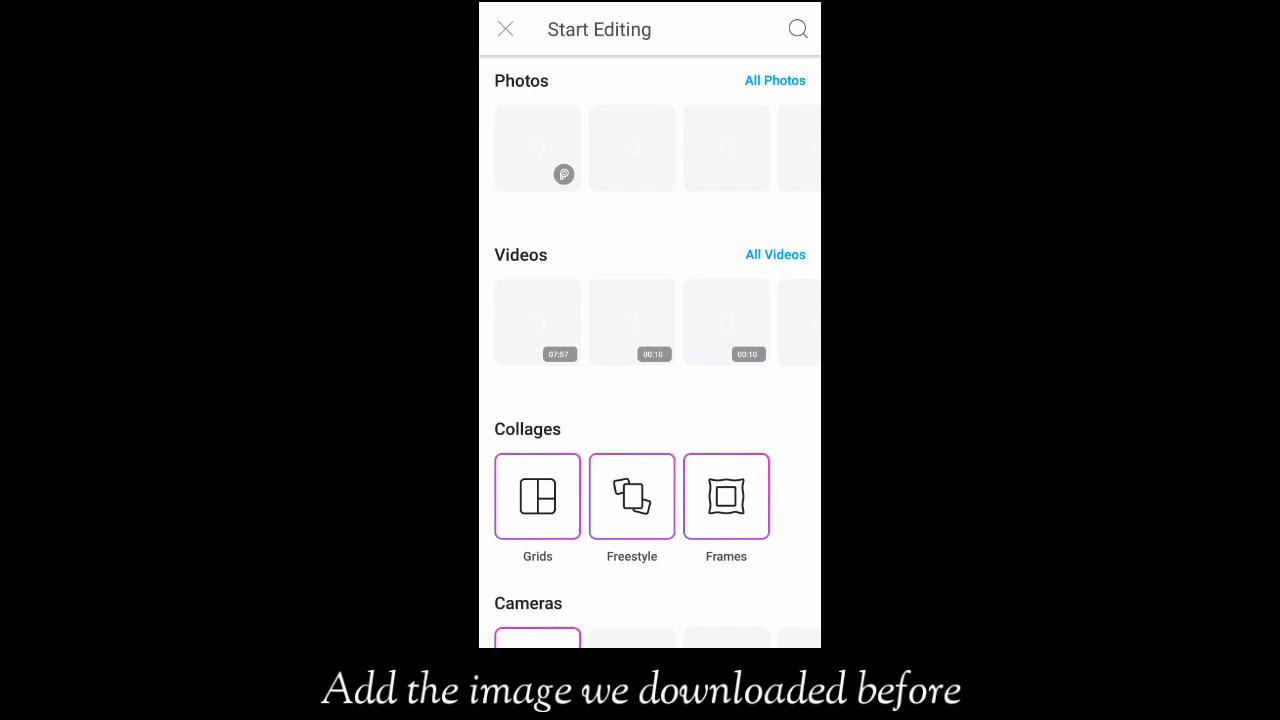 Start Editing
Photos
All Photos
Videos
All Videos
07:57
00:10
00:10
Collages
Grids
Freestyle
Frames
Cameras
Add the image we downloaded before